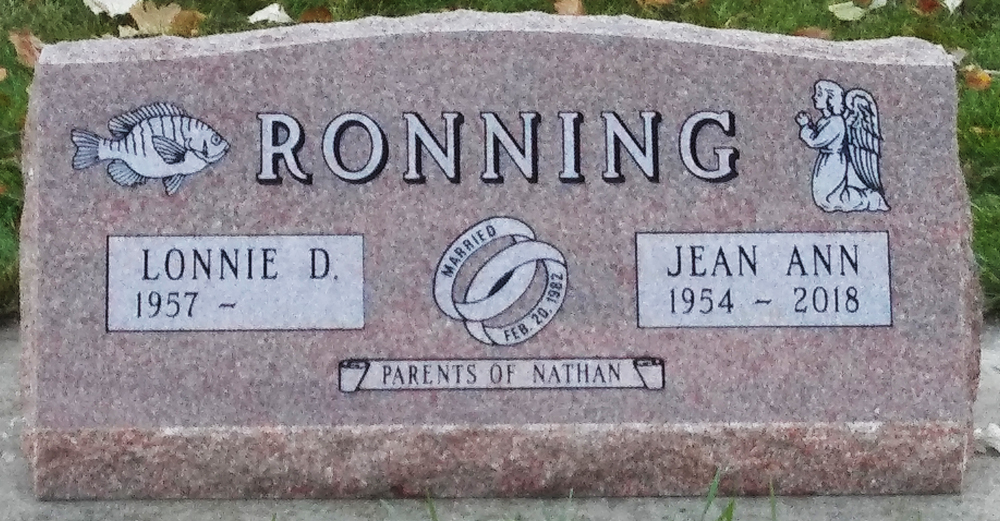 RONNING
LONNIE D.
1957 ~
MARRIED
FEB. 20, 1982
JEAN ANN
1954 ~ 2018
PARENTS OF NATHAN